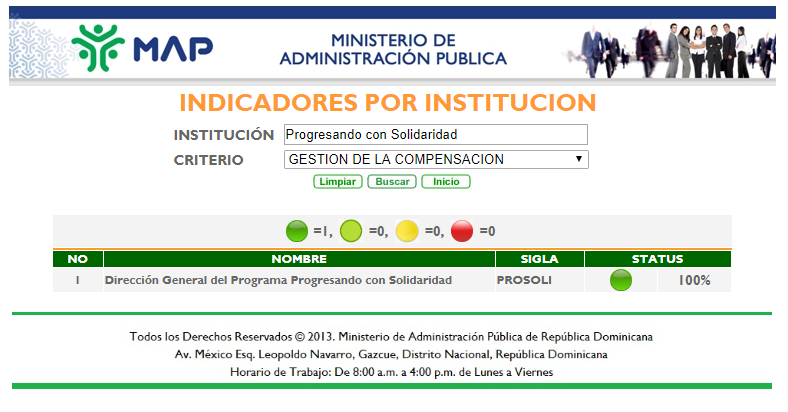 MAP
MINISTERIO DE
ADMINISTRACIÓN PUBLICA
INDICADORES POR INSTITUCION
INSTITUCIÓN Progresando con Solidaridad
CRITERIO GESTION DE LA COMPENSACION
Limpiar Buscar Inicio
=1, =0, =0, =0
NO NOMBRE SIGLA STATUS
1 Dirección General del Programa Progresando con Solidaridad PROSOLI 100%
Todos los Derechos Reservados © 2013. Ministerio de Administración Pública de República Dominicana
Av. México Esq. Leopoldo Navarro, Gazcue, Distrito Nacional, República Dominicana
Horario de Trabajo: De 8:00 a.m. a 4:00 p.m. de Lunes a Viernes